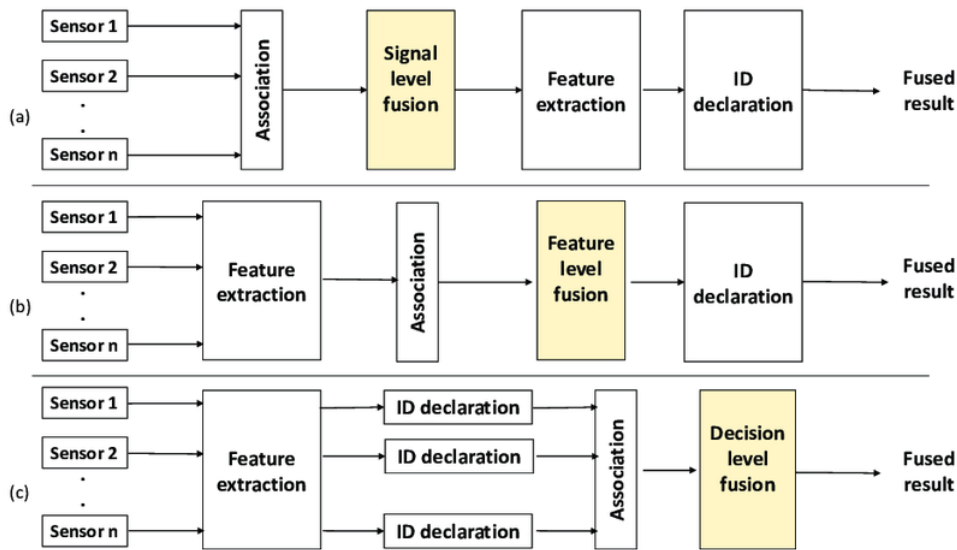 (a)
Sensor 1
Sensor 2
.
.
Sensor n
Association
Signal
level
fusion
Feature
extraction
ID
declaration
Fused
result
(b)
Sensor 1
Sensor 2
.
.
Sensor n
Feature
extraction
Association
Feature
level
fusion
ID
declaration
Fused
result
(c)
Sensor 1
Sensor 2
.
.
Sensor n
Feature
extraction
ID declaration
ID declaration
ID declaration
Association
Decision
level
fusion
Fused
result